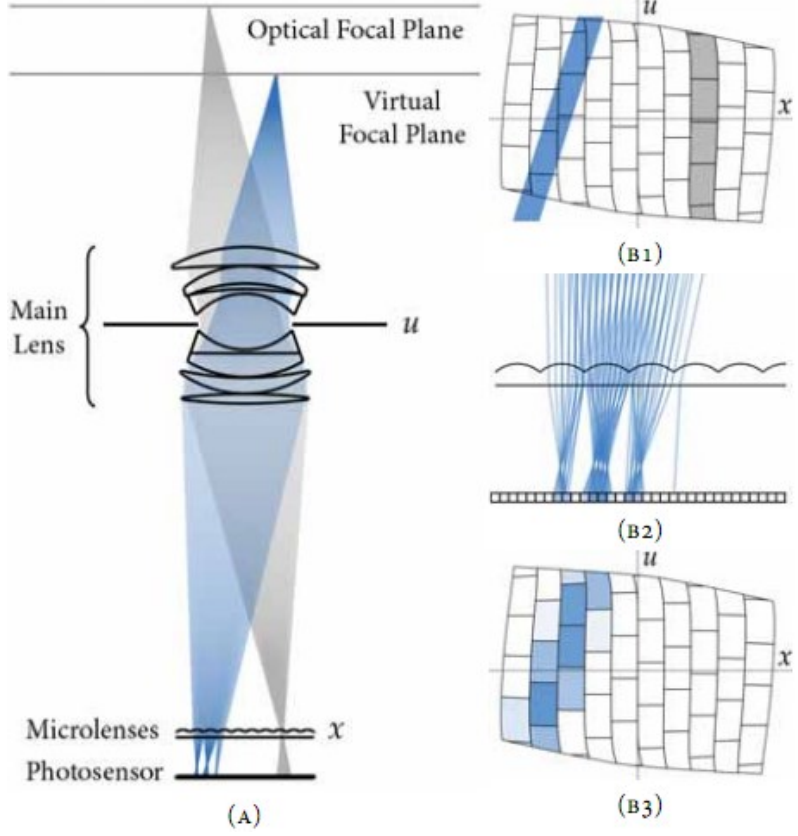 Optical Focal Plane
Virtual
Focal Plane
Main
Lens
u
Microlenses
x
Photosensor
(A)
u
x
(B1)
(B2)
u
x
(B3)